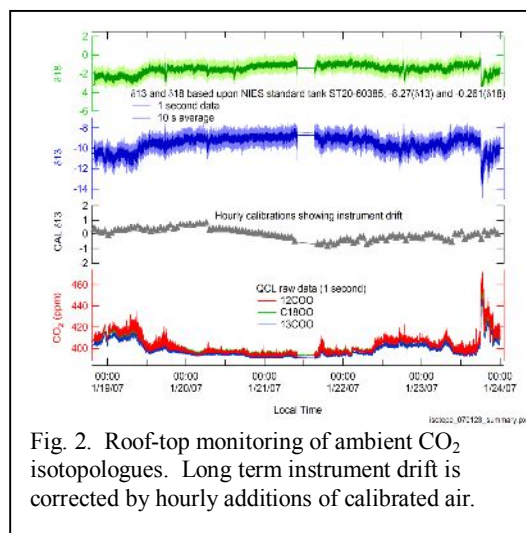 2
0
-2
-4
-6
δ18
δ13 and δ18 based upon NIES standard tank ST20-60385, -8.27(δ13) and -0.281(δ18)
1 second data
10 s average
-8
-10
-12
-14
δ13
2
1
0
1
2
CAL δ13
Hourly calibrations showing instrument drift
QCL raw data (1 second)
12COO
C18OO
13COO
460
440
420
400
CO2 (ppm)
00:00 00:00 00:00 00:00 00:00 00:00
1/19/07 1/20/07 1/21/07 1/22/07 1/23/07 1/24/07
Local Time
Fig. 2. Roof-top monitoring of ambient CO₂
isotopologues. Long term instrument drift is
corrected by hourly additions of calibrated air.